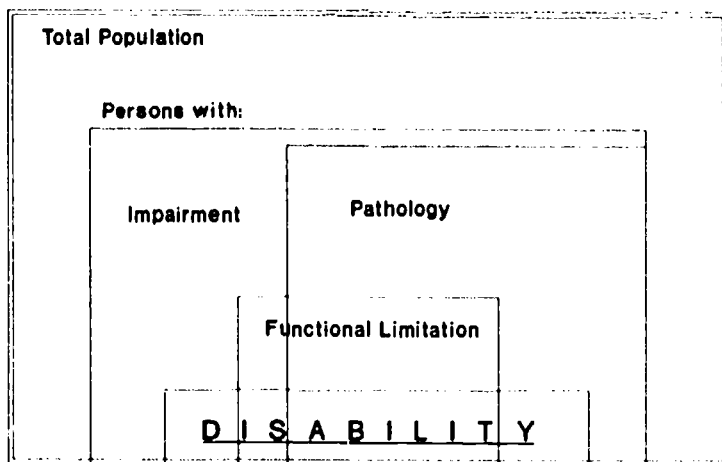 Total Population
Persons with:
Impairment
Pathology
Functional Limitation
D I S A B I L I T Y